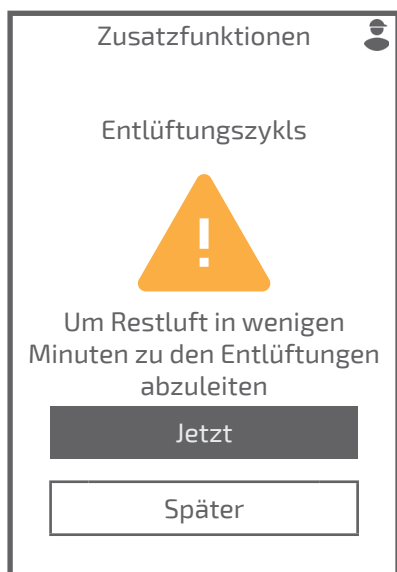 Zusatzfunktionen
Entlüftungszykls
!
Um Restluft in wenigen
Minuten zu den Entlüftungen
abzuleiten
Jetzt
Später